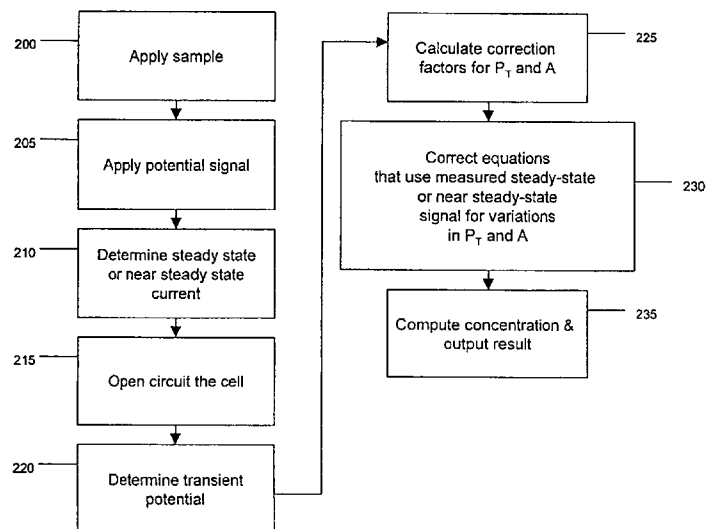 200
Apply sample
205
Apply potential signal
210
Determine steady state
or near steady state
current
215
Open circuit the cell
220
Determine transient
potential
225
Calculate correction
factors for P_T and A
230
Correct equations
that use measured steady-state
or near steady-state
signal for variations
in P_T and A
235
Compute concentration &
output result